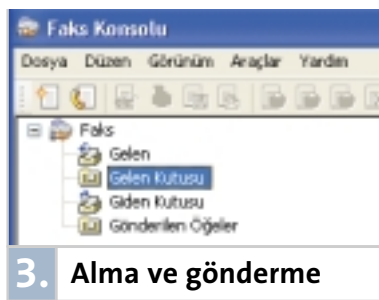 Faks Konsolu
Dosya Düzen Görünüm Araçlar Yardım
Faks
Gelen
Gelen Kutusu
Giden Kutusu
Gönderilen Öğeler
3. Alma ve gönderme